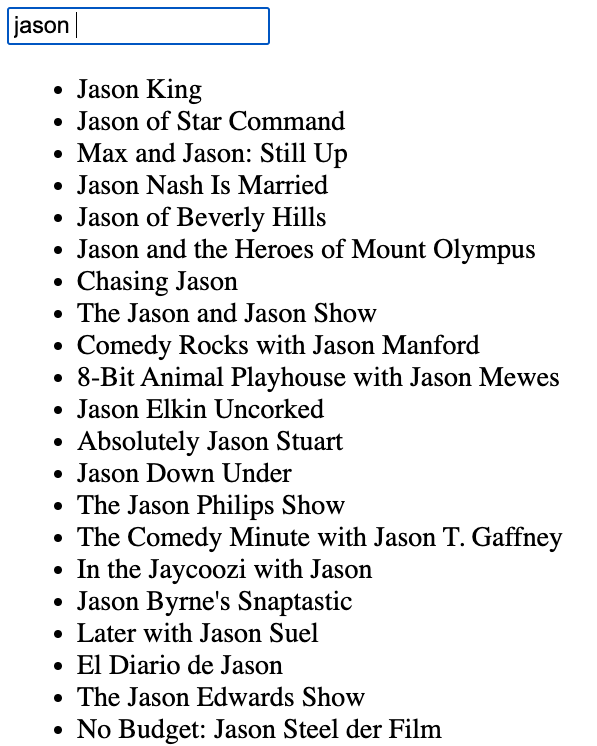 jason
Jason King
Jason of Star Command
Max and Jason: Still Up
Jason Nash Is Married
Jason of Beverly Hills
Jason and the Heroes of Mount Olympus
Chasing Jason
The Jason and Jason Show
Comedy Rocks with Jason Manford
8-Bit Animal Playhouse with Jason Mewes
Jason Elkin Uncorked
Absolutely Jason Stuart
Jason Down Under
The Jason Philips Show
The Comedy Minute with Jason T. Gaffney
In the Jaycoozi with Jason
Jason Byrne's Snaptastic
Later with Jason Suel
El Diario de Jason
The Jason Edwards Show
No Budget: Jason Steel der Film